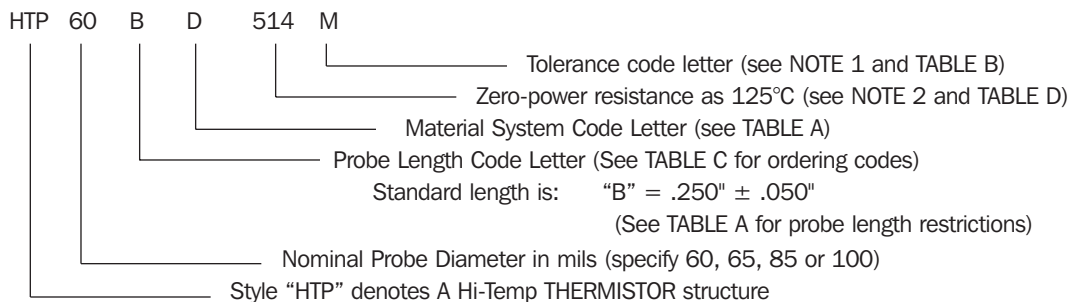 HTP 60 B D 514 M
Tolerance code letter (see NOTE 1 and TABLE B)
Zero-power resistance as 125°C (see NOTE 2 and TABLE D)
Material System Code Letter (see TABLE A)
Probe Length Code Letter (See TABLE C for ordering codes)
Standard length is: “B” = .250" ± .050"
(See TABLE A for probe length restrictions)
Nominal Probe Diameter in mils (specify 60, 65, 85 or 100)
Style “HTP” denotes A Hi-Temp THERMISTOR structure